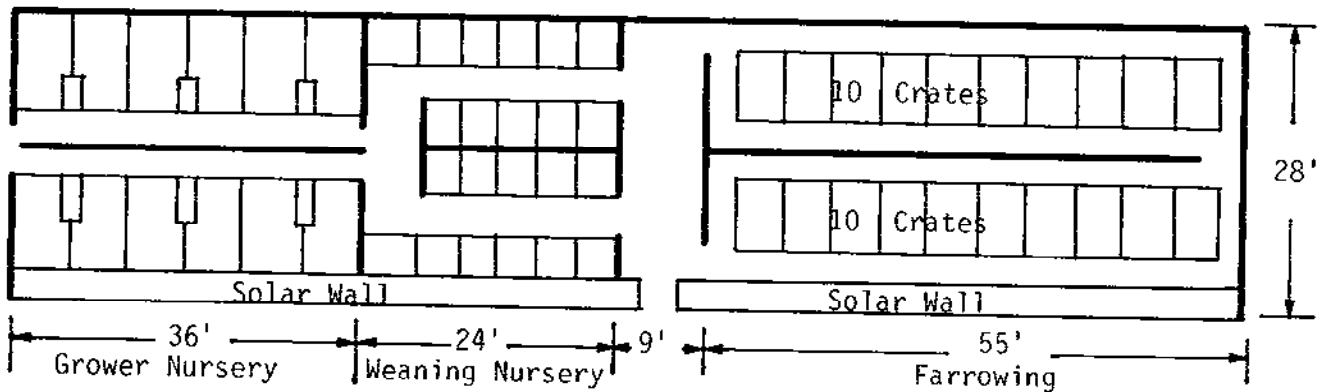 10 Crates
28'
10 Crates
Solar Wall
Solar Wall
36'
24'
9'
55'
Grower Nursery
Weaning Nursery
Farrowing